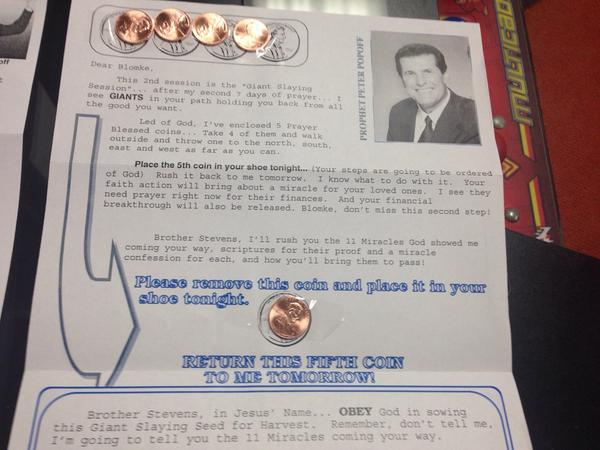 Dear Blomke,
This 2nd session is the "Giant Slaying
Session"... after my second 7 days of prayer... I
see GIANTS in your path holding you back from all
the good you want.
Led of God, I've enclosed 5 Prayer
Blessed coins... Take 4 of them and walk
outside and throw one to the north, south,
east and west as far as you can.
PROPHET PETER POPOFF
Place the 5th coin in your shoe tonight... (Your steps are going to be ordered
of God) Rush it back to me tomorrow. I know what to do with it. Your
faith action will bring about a miracle for your loved ones. I see they
need prayer right now for their finances. And your financial
breakthrough will also be released. Blomke, don't miss this second step!
Brother Stevens, I'll rush you the 11 Miracles God showed me
coming your way, scriptures for their proof and a miracle
confession for each, and how you'll bring them to pass!
Please remove this coin and place it in your
shoe tonight.
RETURN THIS FIFTH COIN
TO ME TOMORROW!
Brother Stevens, in Jesus' Name... OBEY God in sowing
this Giant Slaying Seed for Harvest. Remember, don't tell me,
I'm going to tell you the 11 Miracles coming your way.
off
MULTICADE